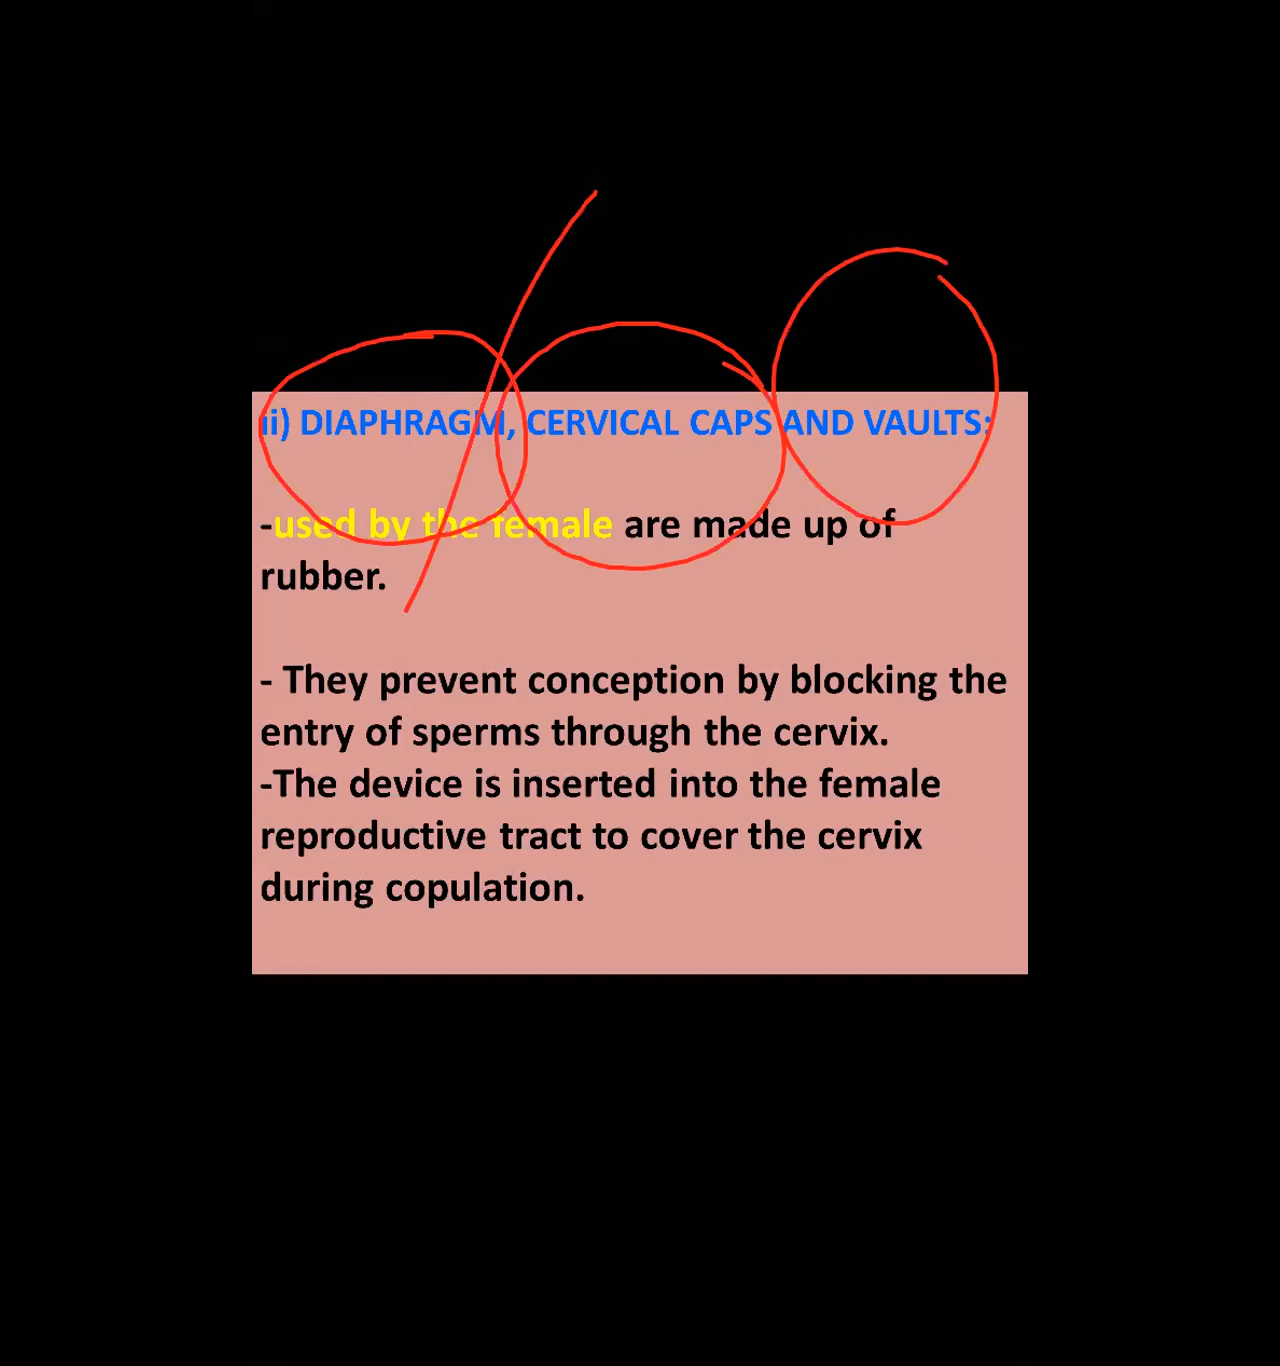 ii) DIAPHRAGM, CERVICAL CAPS AND VAULTS:
-used by the female are made up of
rubber.
- They prevent conception by blocking the
entry of sperms through the cervix.
-The device is inserted into the female
reproductive tract to cover the cervix
during copulation.